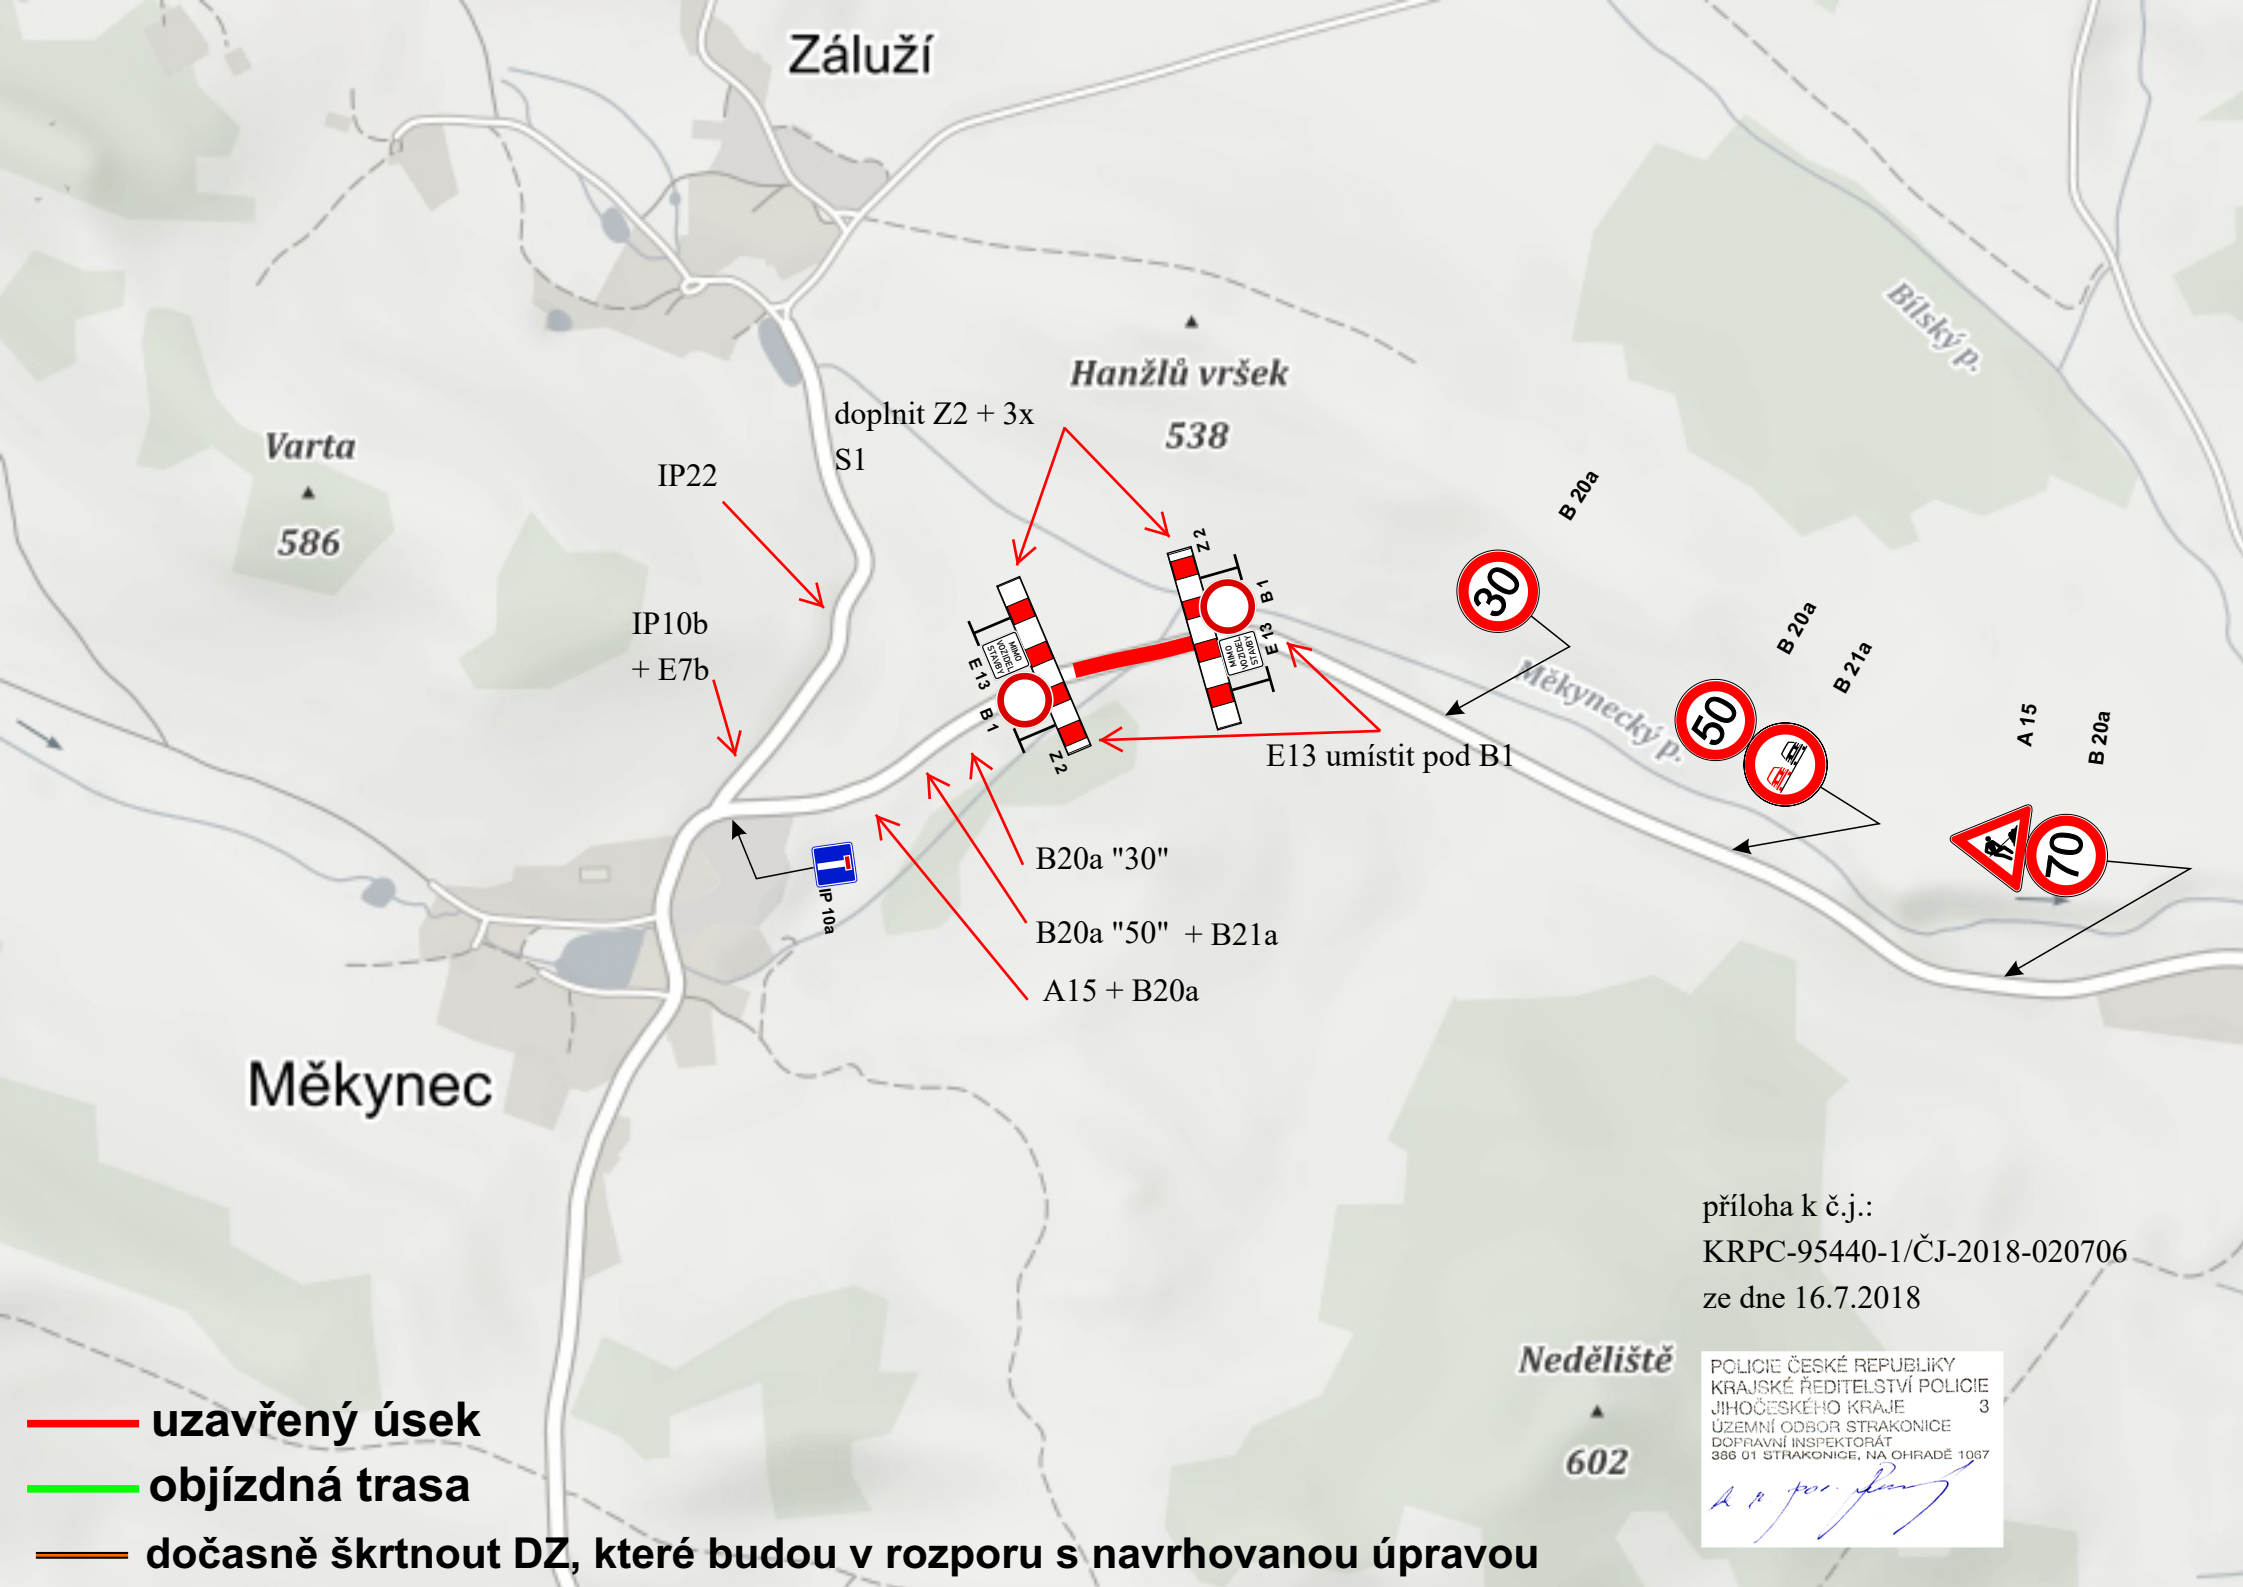 Záluží
Bílský p.
Hanžlů vršek
538
doplnit Z2 + 3x
S1
Varta
586
IP22
IP10b
+ E7b
Z 2
B 1
E 13
MIMO
VOZIDEL
STAVBY
MIMO
VOZIDEL
STAVBY
E 13
B 1
Z 2
B 20a
30
B 20a
B 21a
50
Měkynecký p.
A 15
B 20a
70
E13 umístit pod B1
IP 10a
B20a "30"
B20a "50" + B21a
A15 + B20a
Měkynec
příloha k č.j.:
KRPC-95440-1/ČJ-2018-020706
ze dne 16.7.2018
Neděliště
602
POLICIE ČESKÉ REPUBLIKY
KRAJSKÉ ŘEDITELSTVÍ POLICIE
JIHOČESKÉHO KRAJE 3
ÚZEMNÍ ODBOR STRAKONICE
DOPRAVNÍ INSPEKTORÁT
386 01 STRAKONICE, NA OHRADĚ 1067
uzavřený úsek
objízdná trasa
dočasně škrtnout DZ, které budou v rozporu s navrhovanou úpravou